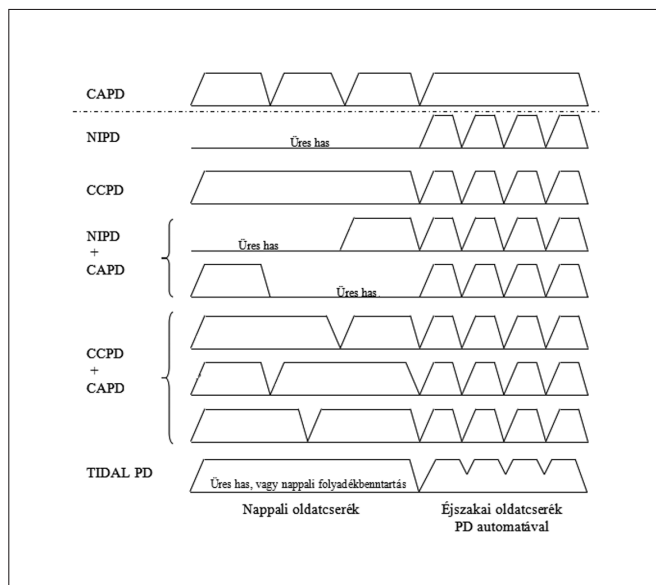 CAPD
NIPD
Üres has
CCPD
NIPD
+
CAPD
Üres has
Üres has
CCPD
+
CAPD
TIDAL PD
Üres has, vagy nappali folyadékbenntartás
Nappali oldatcserék
Éjszakai oldatcserék
PD automatával